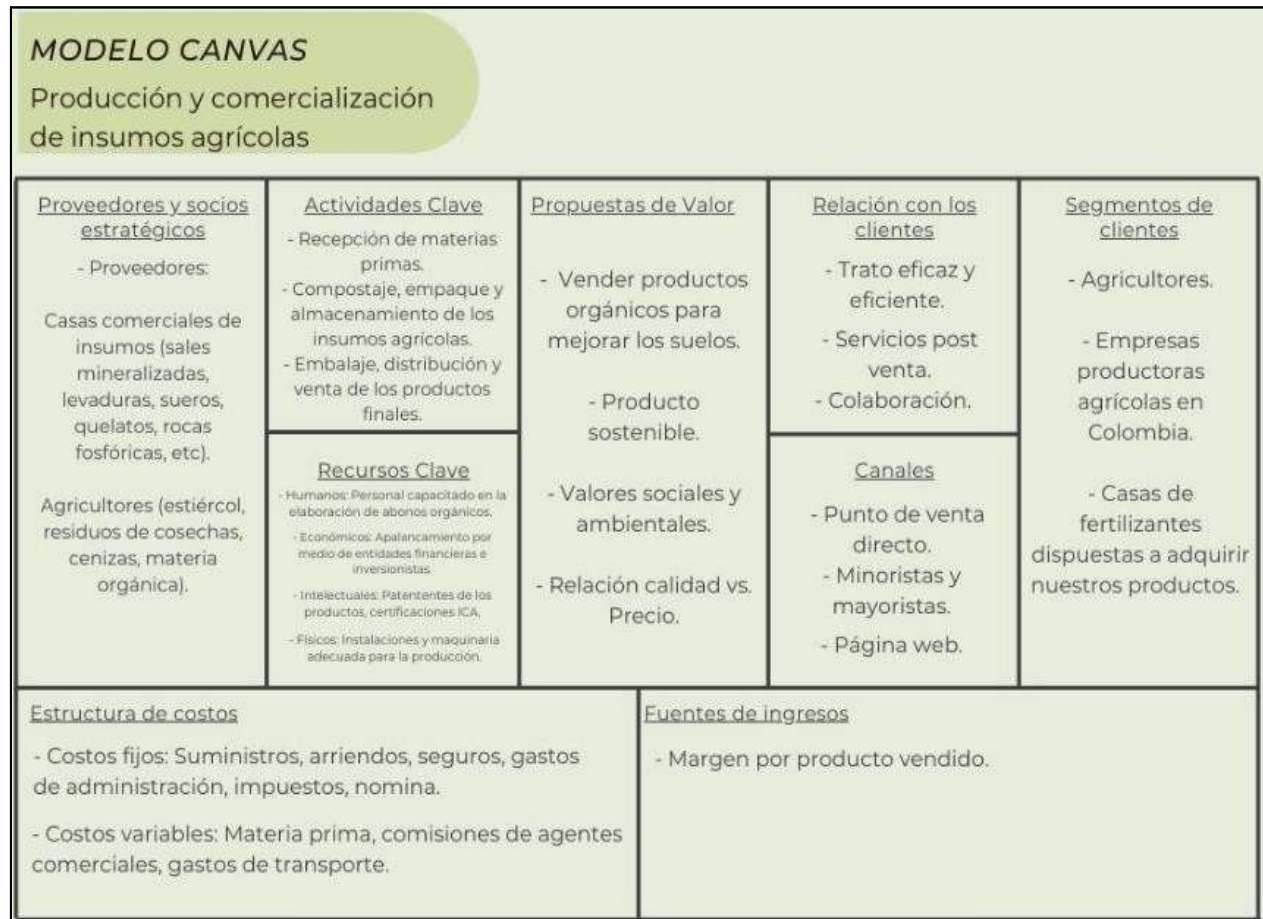 MODELO CANVAS
Producción y comercialización
de insumos agrícolas
Proveedores y socios
estratégicos
- Proveedores:
Casas comerciales de
insumos (sales
mineralizadas,
levaduras, sueros,
quelatos, rocas
fosfóricas, etc).
Agricultores (estiércol,
residuos de cosechas,
cenizas, materia
orgánica).
Actividades Clave
- Recepción de materias
primas.
- Compostaje, empaque y
almacenamiento de los
insumos agrícolas.
- Embalaje, distribución y
venta de los productos
finales.
Recursos Clave
- Humanos: Personal capacitado en la
elaboración de abonos orgánicos.
- Económicos: Apalancamiento por
medio de entidades financieras e
inversionistas
- Intelectuales: Patententes de los
productos, certificaciones ICA.
- Físicos: Instalaciones y maquinaria
adecuada para la producción.
Propuestas de Valor
- Vender productos
orgánicos para
mejorar los suelos.
- Producto
sostenible.
- Valores sociales y
ambientales.
- Relación calidad vs.
Precio.
Relación con los
clientes
- Trato eficaz y
eficiente.
- Servicios post
venta.
- Colaboración.
Canales
- Punto de venta
directo.
- Minoristas y
mayoristas.
- Página web.
Segmentos de
clientes
- Agricultores.
- Empresas
productoras
agrícolas en
Colombia.
- Casas de
fertilizantes
dispuestas a adquirir
nuestros productos.
Estructura de costos
- Costos fijos: Suministros, arriendos, seguros, gastos
de administración, impuestos, nomina.
- Costos variables: Materia prima, comisiones de agentes
comerciales, gastos de transporte.
Fuentes de ingresos
- Margen por producto vendido.